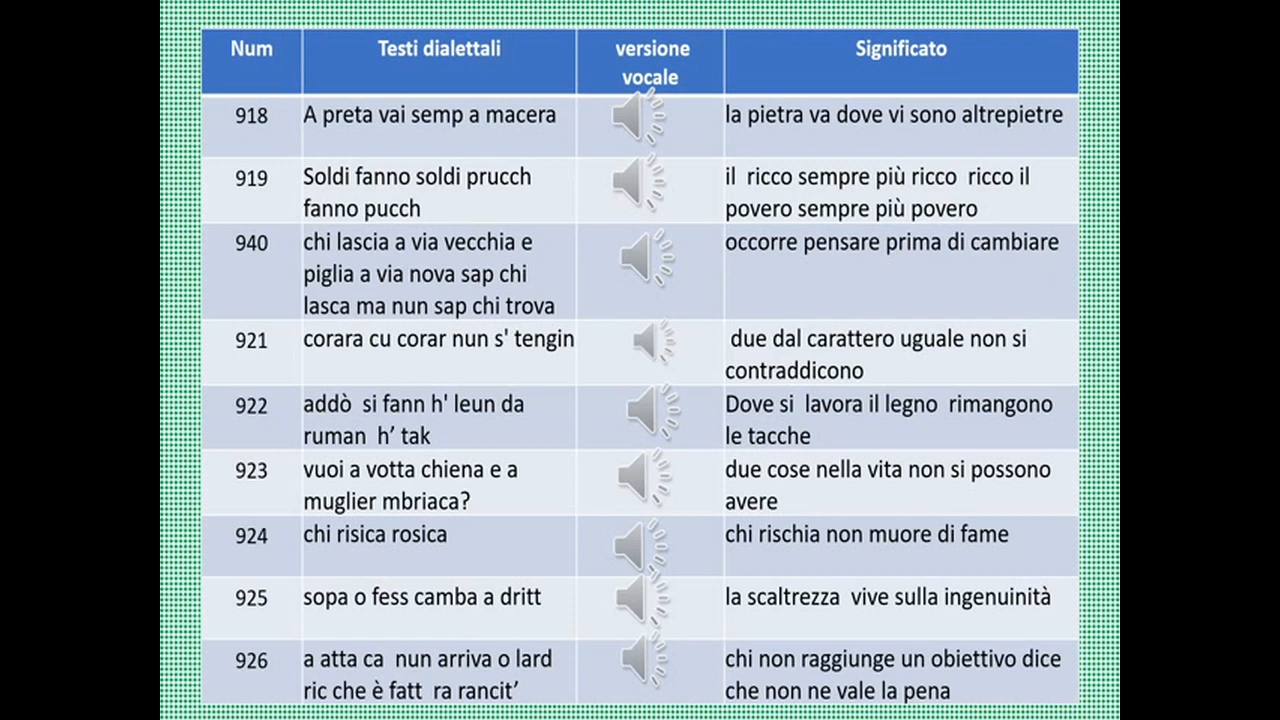 Num Testi dialettali versione vocale Significato
918 A preta vai semp a macera la pietra va dove vi sono altrepietre
919 Soldi fanno soldi prucch il ricco sempre più ricco ricco il
fanno pucch povero sempre più povero
940 chi lascia a via vecchia e occorre pensare prima di cambiare
piglia a via nova sap chi
lasca ma nun sap chi trova
921 corara cu corar nun s' tengin due dal carattero uguale non si
contraddicono
922 addò si fann h' leun da Dove si lavora il legno rimangono
ruman h’ tak le tacche
923 vuoi a votta chiena e a due cose nella vita non si possono
muglier mbriaca? avere
924 chi risica rosica chi rischia non muore di fame
925 sopa o fess camba a dritt la scaltrezza vive sulla ingenuinità
926 a atta ca nun arriva o lard chi non raggiunge un obiettivo dice
ric che è fatt ra rancit’ che non ne vale la pena